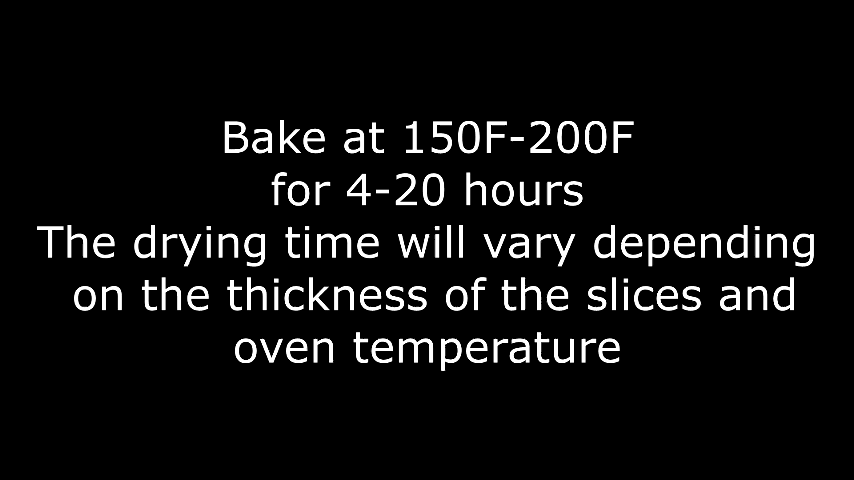 Bake at 150F-200F
for 4-20 hours
The drying time will vary depending
on the thickness of the slices and
oven temperature